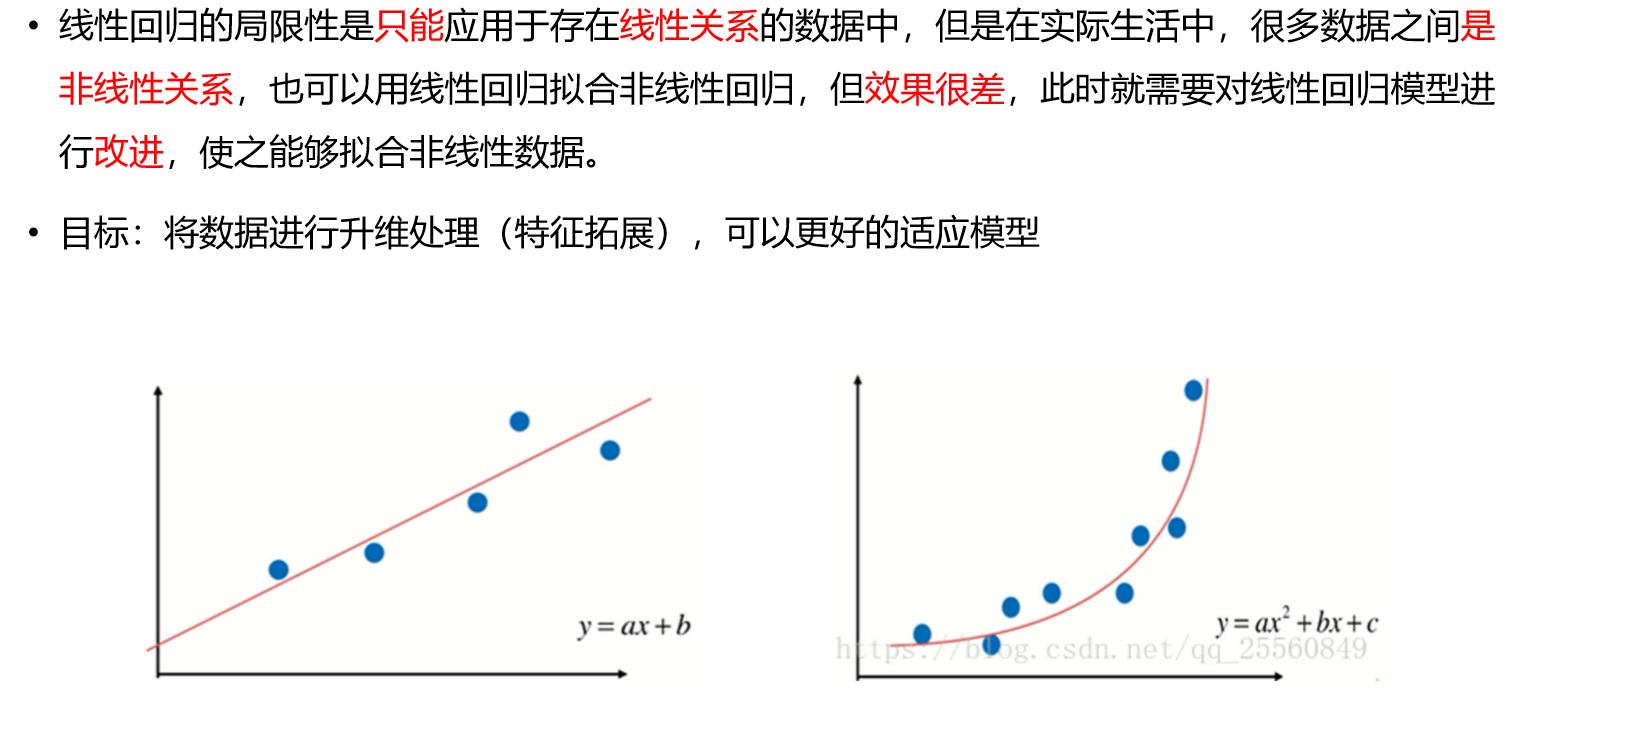 • 线性回归的局限性是只能应用于存在线性关系的数据中，但是在实际生活中，很多数据之间是
非线性关系，也可以用线性回归拟合非线性回归，但效果很差，此时就需要对线性回归模型进
行改进，使之能够拟合非线性数据。
• 目标：将数据进行升维处理（特征拓展），可以更好的适应模型
y=ax+b
y=ax²+bx+c
https://blog.csdn.net/qq_25560849